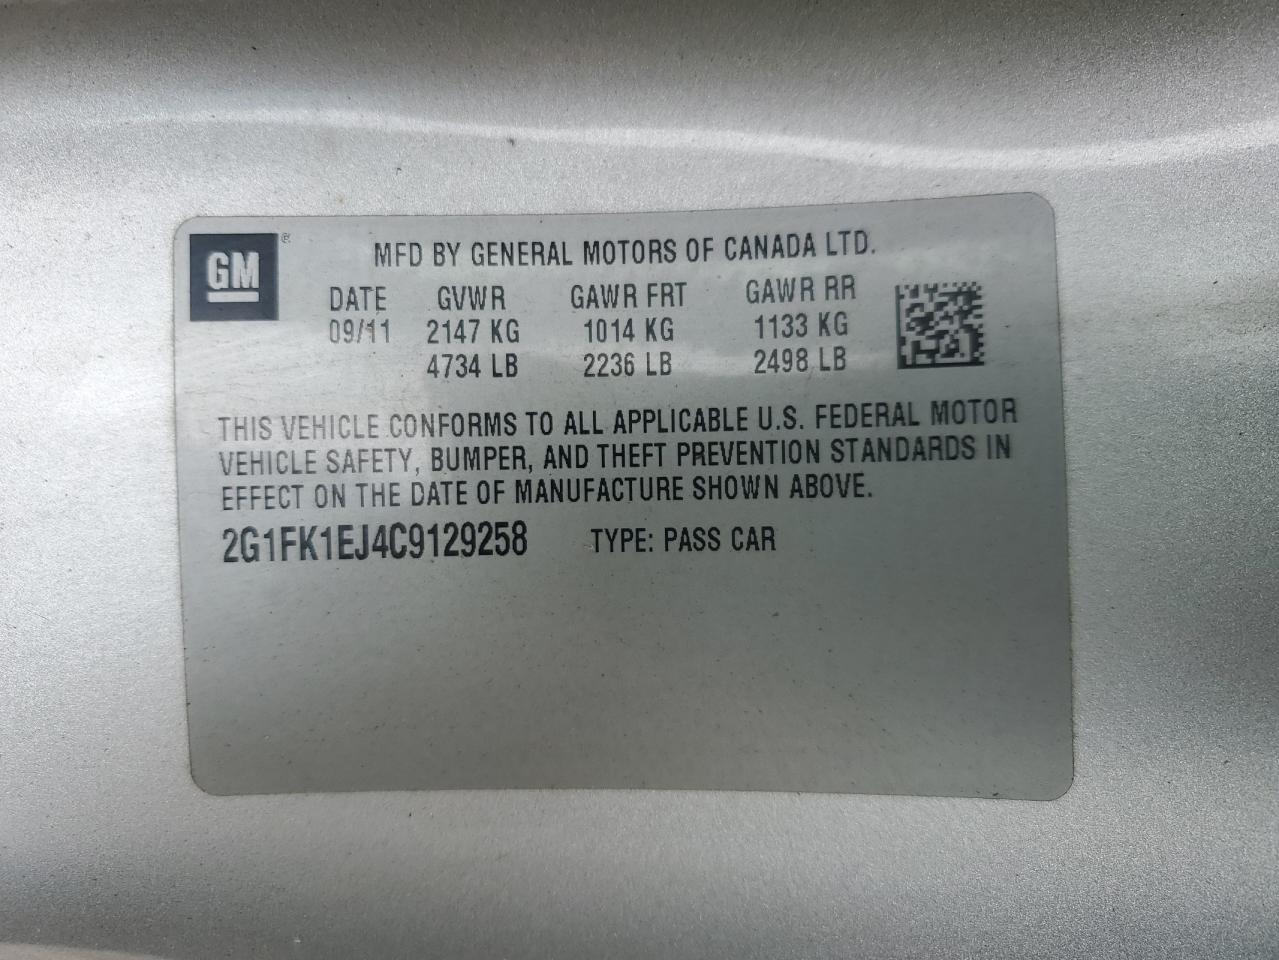 GM ®
MFD BY GENERAL MOTORS OF CANADA LTD.
DATE GVWR GAWR FRT GAWR RR
09/11 2147 KG 1014 KG 1133 KG
4734 LB 2236 LB 2498 LB
THIS VEHICLE CONFORMS TO ALL APPLICABLE U.S. FEDERAL MOTOR
VEHICLE SAFETY, BUMPER, AND THEFT PREVENTION STANDARDS IN
EFFECT ON THE DATE OF MANUFACTURE SHOWN ABOVE.
2G1FK1EJ4C9129258 TYPE: PASS CAR